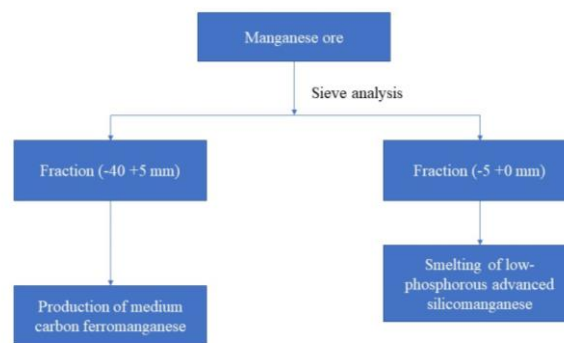 Manganese ore
Sieve analysis
Fraction (-40 +5 mm)
Fraction (-5 +0 mm)
Production of medium
carbon ferromanganese
Smelting of low-
phosphorous advanced
silicomanganese